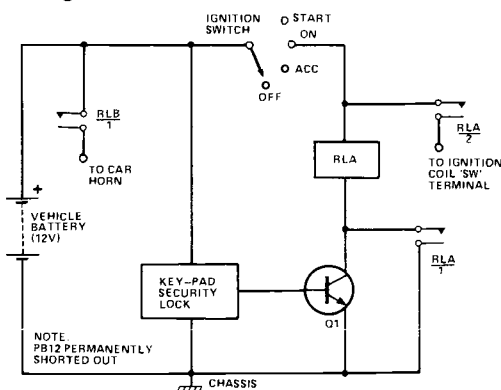 IGNITION
SWITCH
START
ON
ACC
OFF
RLB
1
TO CAR
HORN
RLA
RLA
2
TO IGNITION
COIL 'SW'
TERMINAL
+
VEHICLE
BATTERY
(12V)
RLA
1
KEY-PAD
SECURITY
LOCK
Q1
NOTE.
PB12 PERMANENTLY
SHORTED OUT
CHASSIS